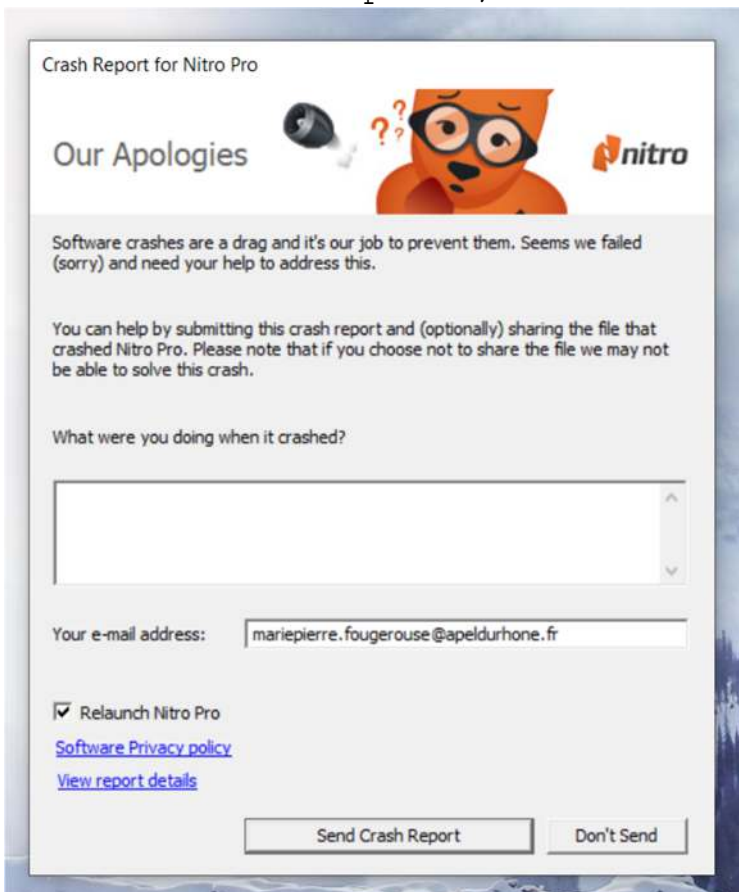 Crash Report for Nitro Pro
Our Apologies
? ? ?
nitro
Software crashes are a drag and it's our job to prevent them. Seems we failed
(sorry) and need your help to address this.
You can help by submitting this crash report and (optionally) sharing the file that
crashed Nitro Pro. Please note that if you choose not to share the file we may not
be able to solve this crash.
What were you doing when it crashed?
Your e-mail address: mariepierre.fougerouse@apeldurhone.fr
Relaunch Nitro Pro
Software Privacy policy
View report details
Send Crash Report Don't Send